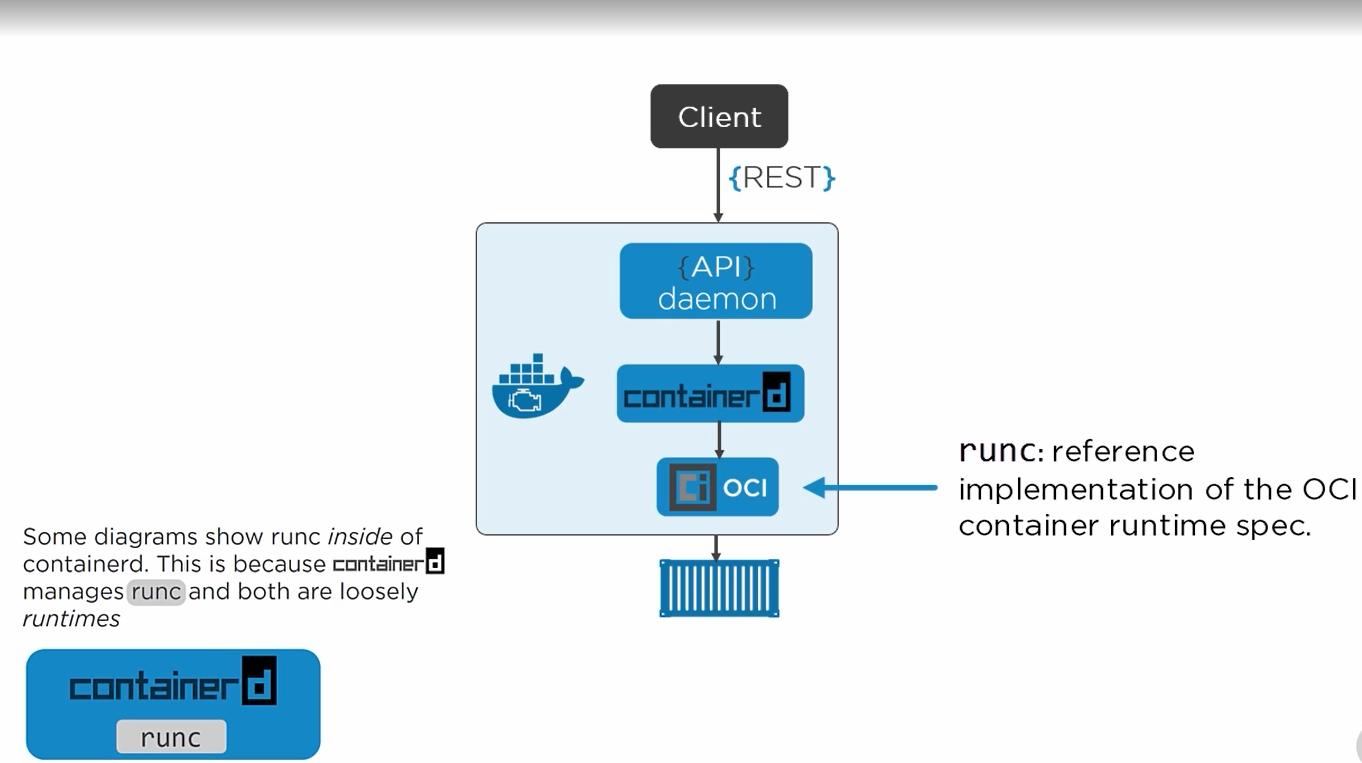 Client
{REST}
{API}
daemon
containerd
Ci OCI
runc: reference
implementation of the OCI
container runtime spec.
Some diagrams show runc inside of
containerd. This is because containerd
manages runc and both are loosely
runtimes
containerd
runc